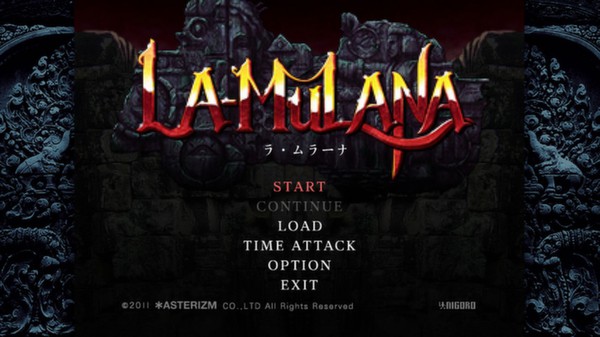 LA-MULANA
ラ・ムラーナ
START
CONTINUE
LOAD
TIME ATTACK
OPTION
EXIT
©2011 ✶ASTERIZM CO.,LTD All Rights Reserved
NIGORO